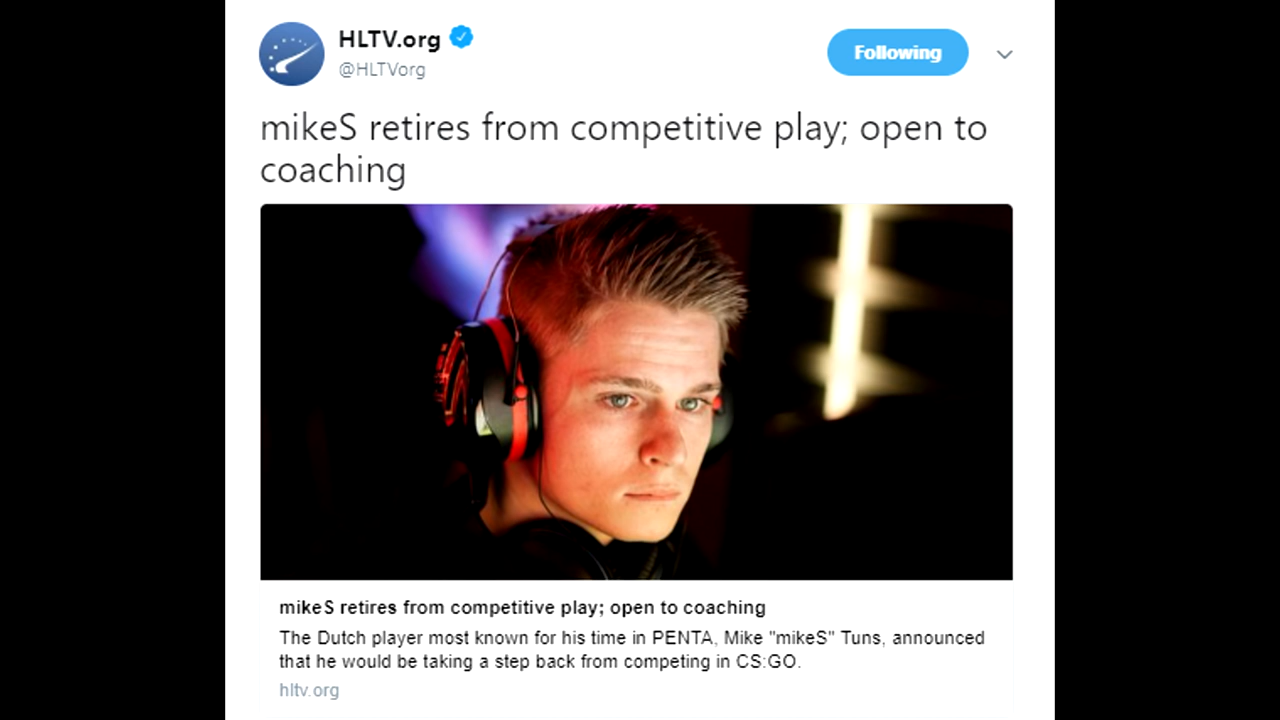 HLTV.org
@HLTVorg
Following
mikeS retires from competitive play; open to
coaching
mikeS retires from competitive play; open to coaching
The Dutch player most known for his time in PENTA, Mike "mikeS" Tuns, announced
that he would be taking a step back from competing in CS:GO.
hltv.org